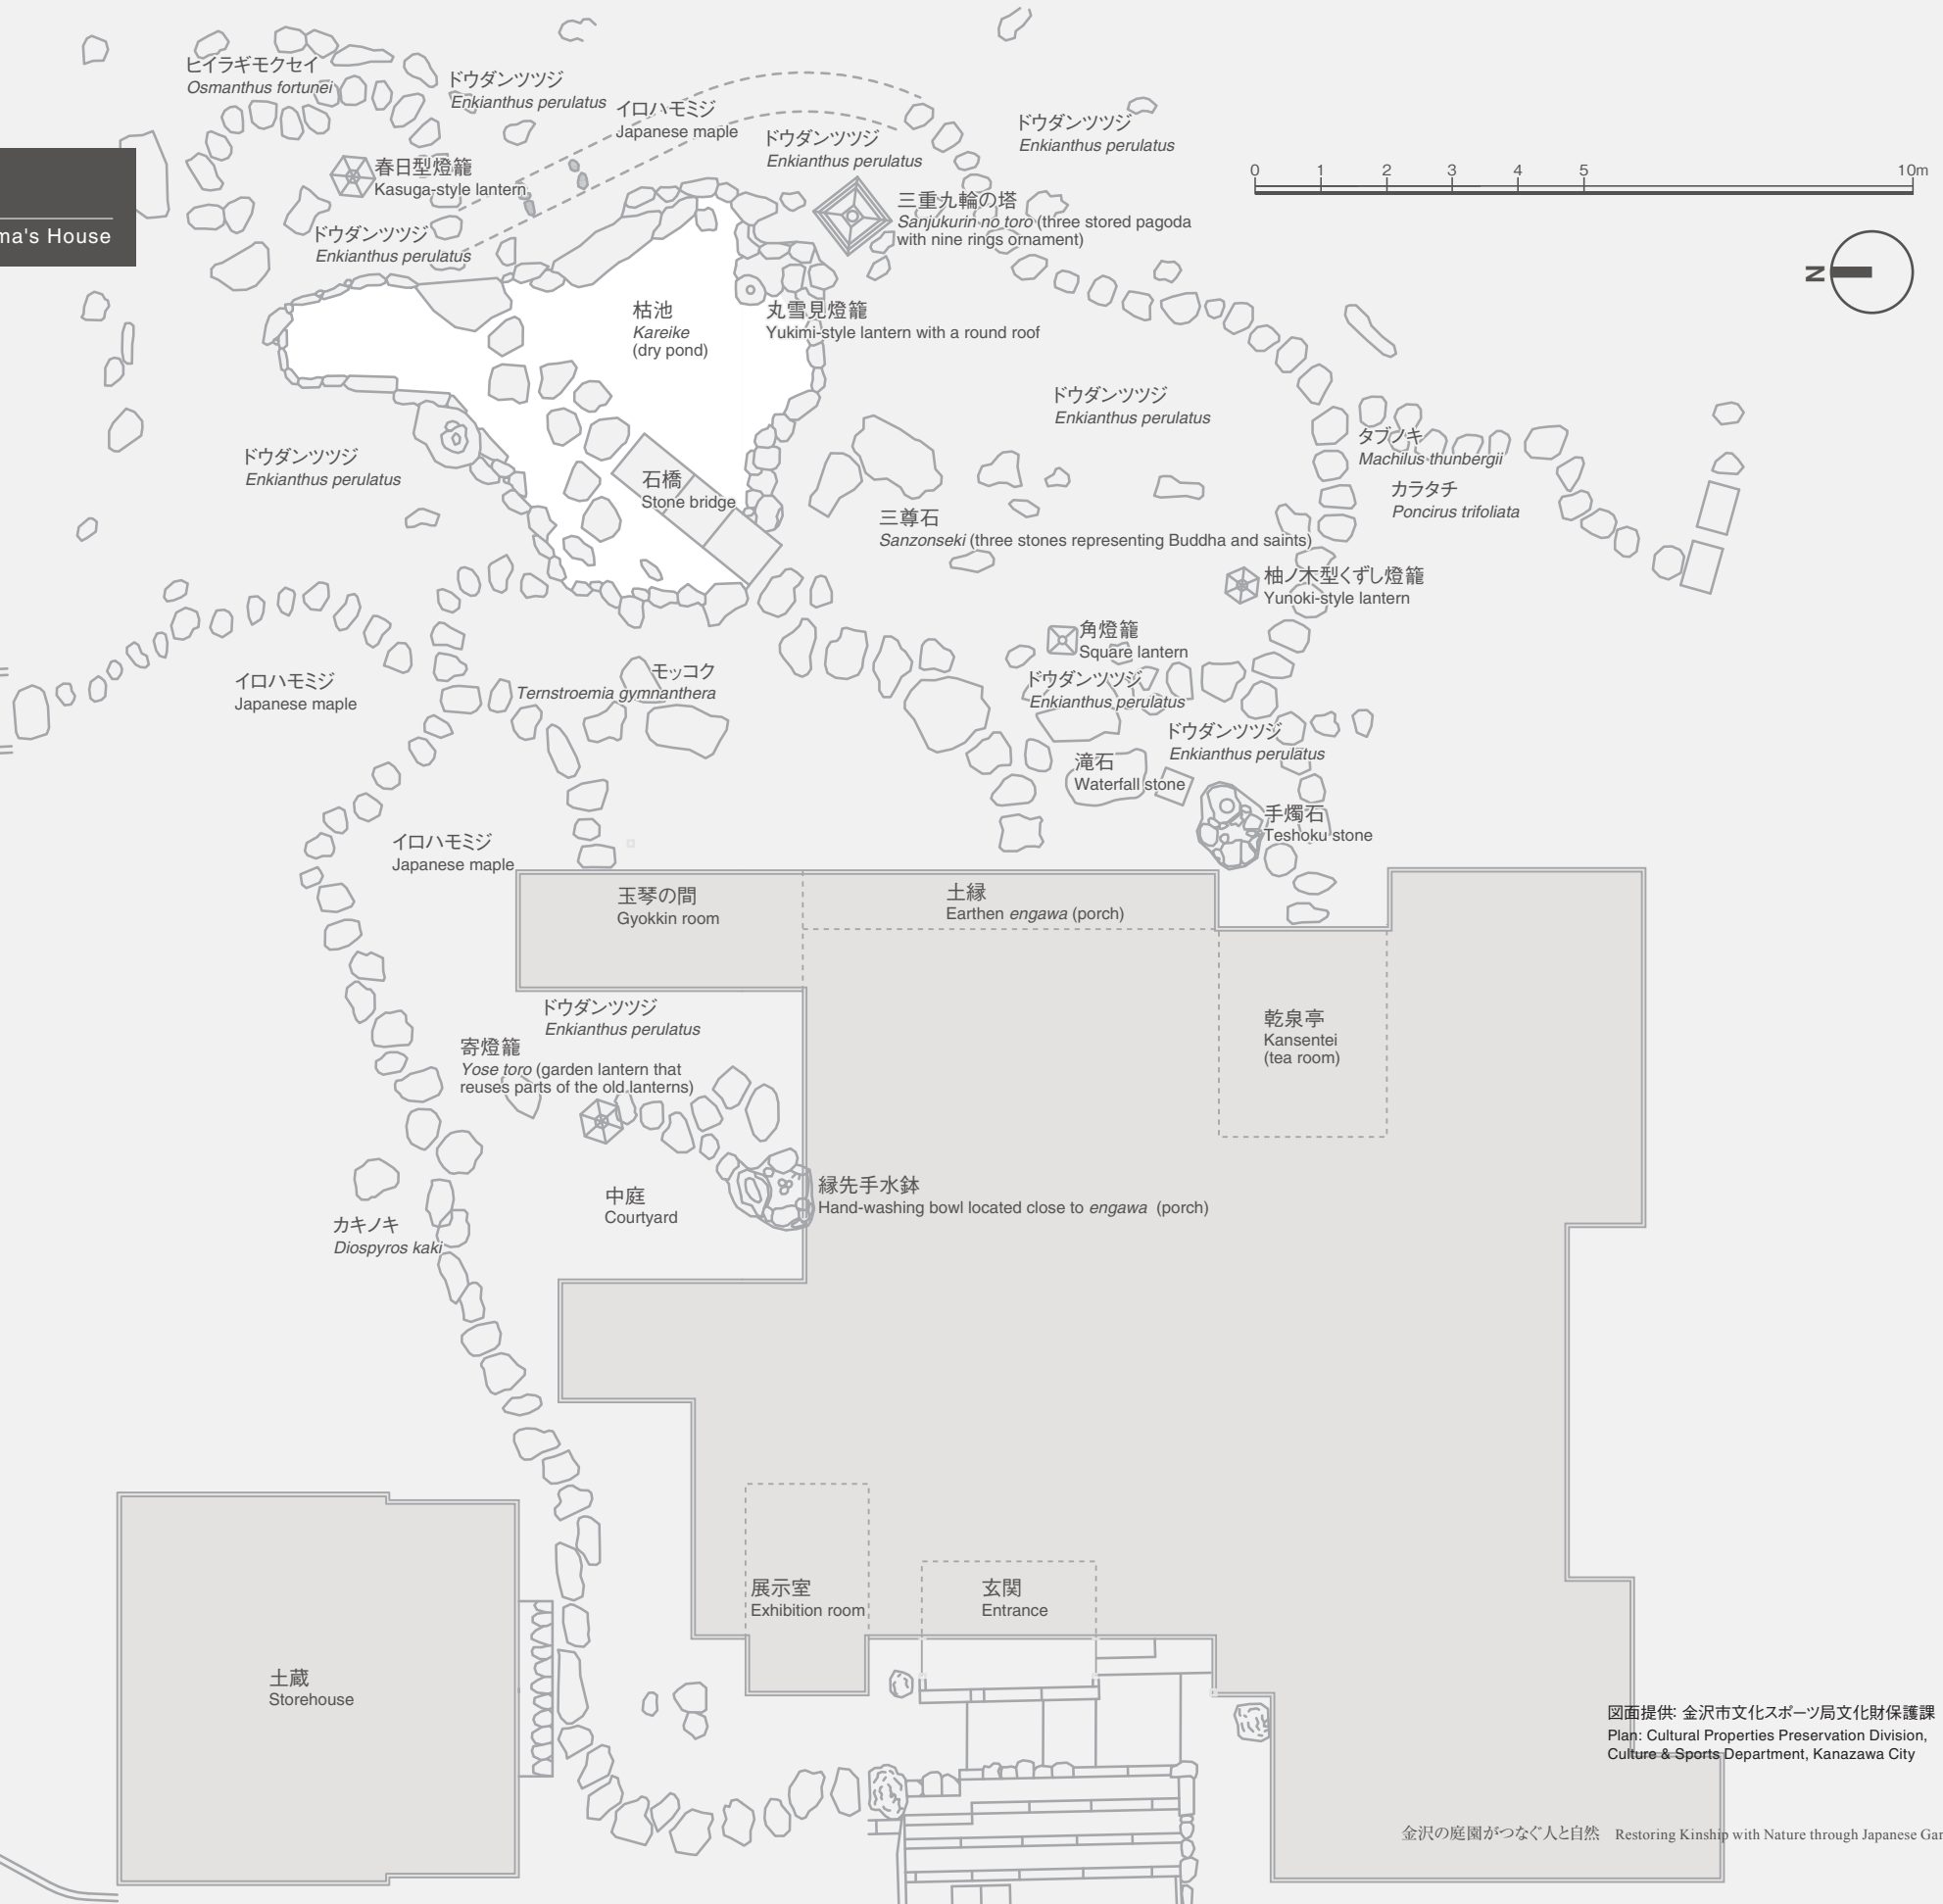 ヒイラギモクセイ
Osmanthus fortunei
ドウダンツツジ
Enkianthus perulatus
イロハモミジ
Japanese maple
ドウダンツツジ
Enkianthus perulatus
ドウダンツツジ
Enkianthus perulatus
0 1 2 3 4 5 10m
春日型燈籠
Kasuga-style lantern
三重九輪の塔
Sanjukurin no toro (three stored pagoda
with nine rings ornament)
ma's House
ドウダンツツジ
Enkianthus perulatus
N
枯池
Kareike
(dry pond)
丸雪見燈籠
Yukimi-style lantern with a round roof
ドウダンツツジ
Enkianthus perulatus
タブノキ
Machilus thunbergii
ドウダンツツジ
Enkianthus perulatus
石橋
Stone bridge
カラタチ
Poncirus trifoliata
三尊石
Sanzonseki (three stones representing Buddha and saints)
柚ノ木型くずし燈籠
Yunoki-style lantern
角燈籠
Square lantern
イロハモミジ
Japanese maple
モッコク
Ternstroemia gymnanthera
ドウダンツツジ
Enkianthus perulatus
ドウダンツツジ
Enkianthus perulatus
滝石
Waterfall stone
手燭石
Teshoku stone
イロハモミジ
Japanese maple
玉琴の間
Gyokkin room
土縁
Earthen engawa (porch)
ドウダンツツジ
Enkianthus perulatus
乾泉亭
Kansentei
(tea room)
寄燈籠
Yose toro (garden lantern that
reuses parts of the old lanterns)
中庭
Courtyard
縁先手水鉢
Hand-washing bowl located close to engawa (porch)
カキノキ
Diospyros kaki
展示室
Exhibition room
玄関
Entrance
土蔵
Storehouse
図面提供: 金沢市文化スポーツ局文化財保護課
Plan: Cultural Properties Preservation Division,
Culture & Sports Department, Kanazawa City
金沢の庭園がつなぐ人と自然 Restoring Kinship with Nature through Japanese Gar